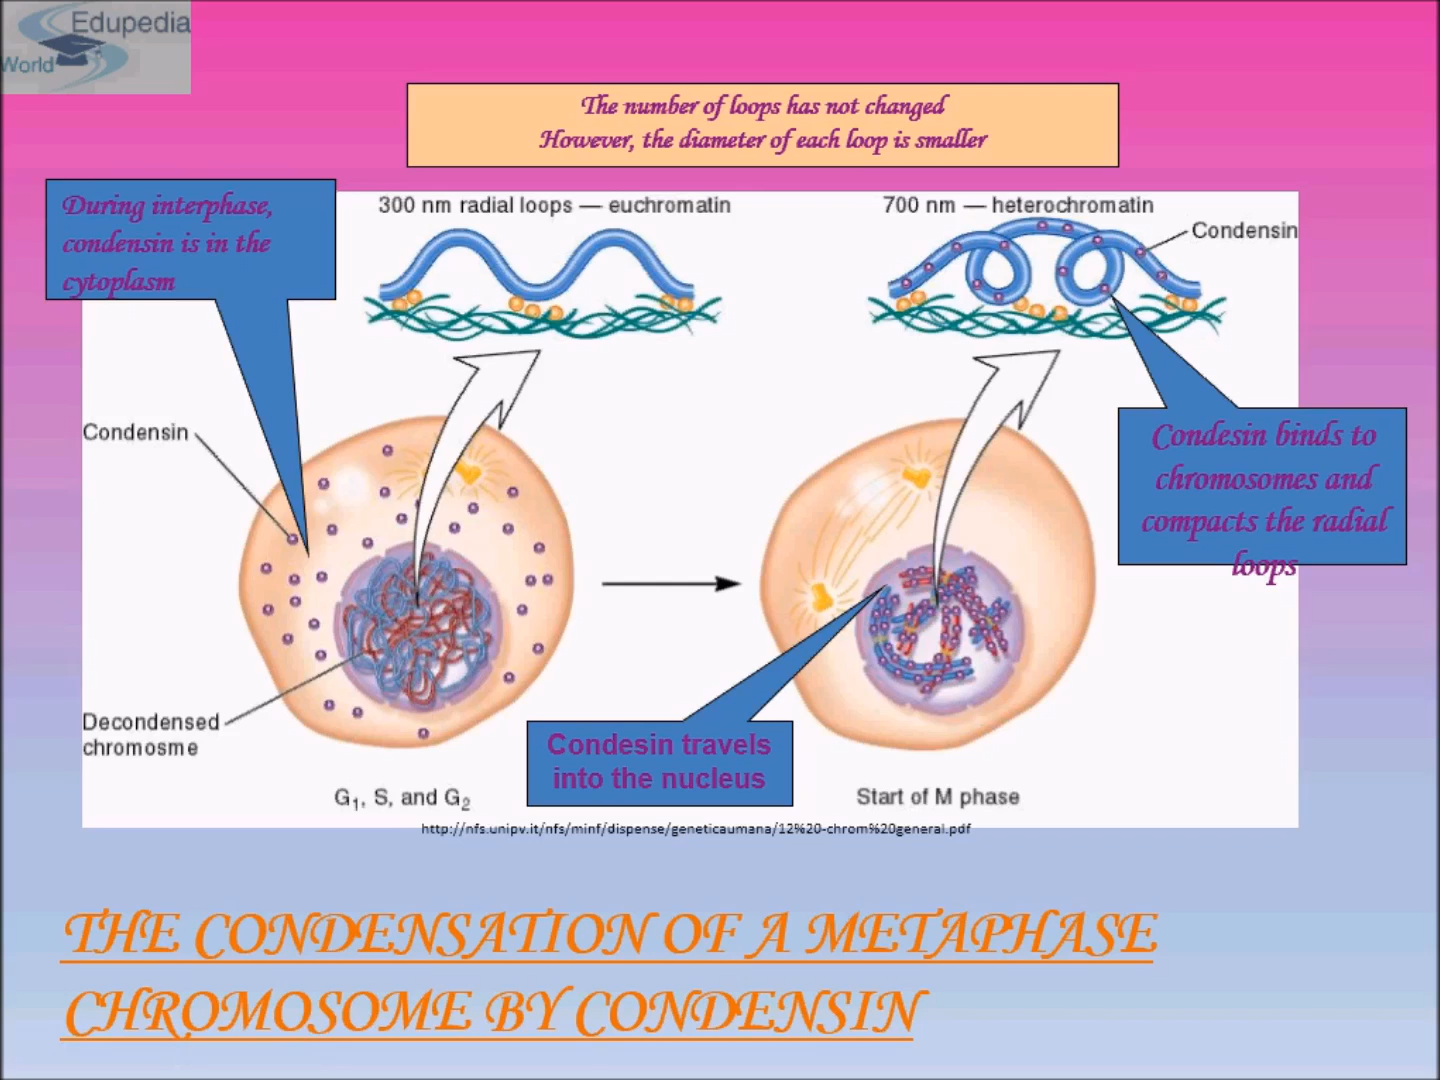 Edupedia
World
The number of loops has not changed
However, the diameter of each loop is smaller
During interphase,
condensin is in the
cytoplasm
300 nm radial loops — euchromatin
700 nm — heterochromatin
Condensin
Condensin
Condesin binds to
chromosomes and
compacts the radial
loops
Decondensed
chromosme
Condesin travels
into the nucleus
G₁, S, and G₂
Start of M phase
http://nfs.unipv.it/nfs/minf/dispense/geneticaumana/12%20-chrom%20general.pdf
THE CONDENSATION OF A METAPHASE
CHROMOSOME BY CONDENSIN